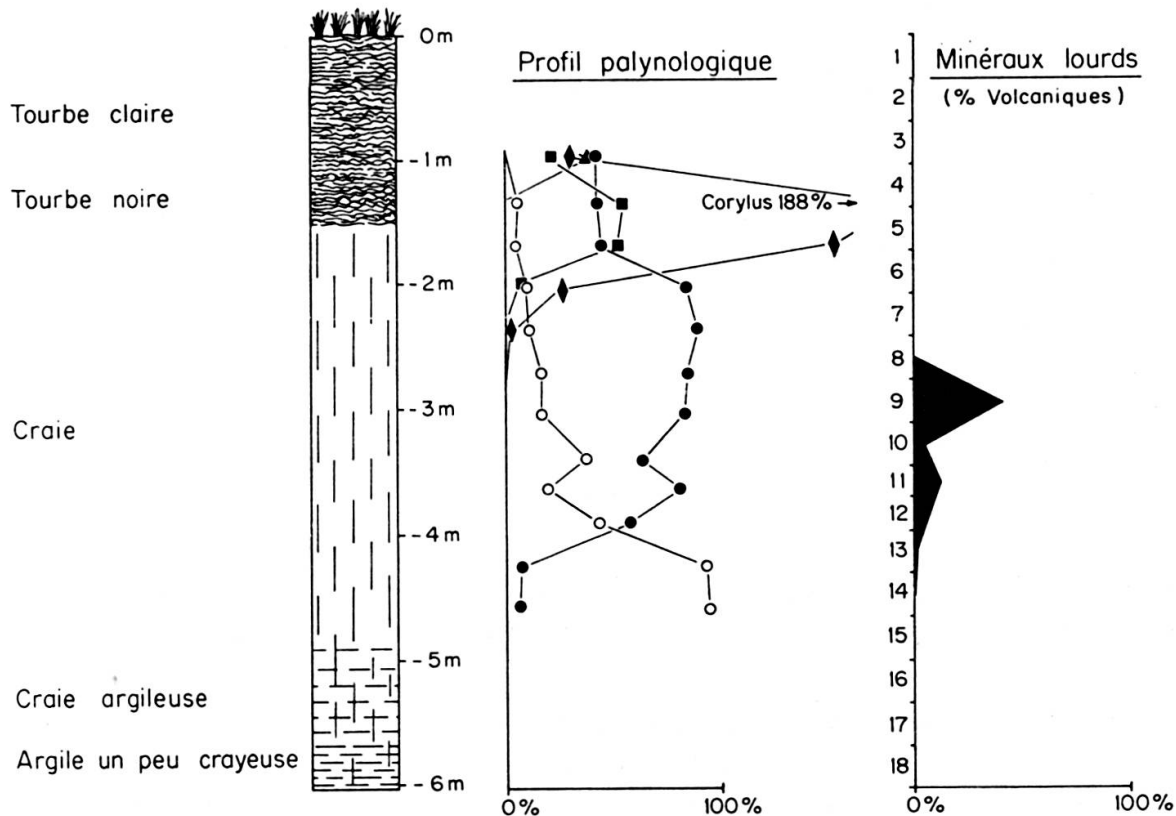 Tourbe claire
Tourbe noire
Craie
Craie argileuse
Argile un peu crayeuse
0m
-1m
-2m
-3m
-4m
-5m
-6m
Profil palynologique
Corylus 188%
0%
100%
Minéraux lourds
(% Volcaniques)
1
2
3
4
5
6
7
8
9
10
11
12
13
14
15
16
17
18
0%
100%